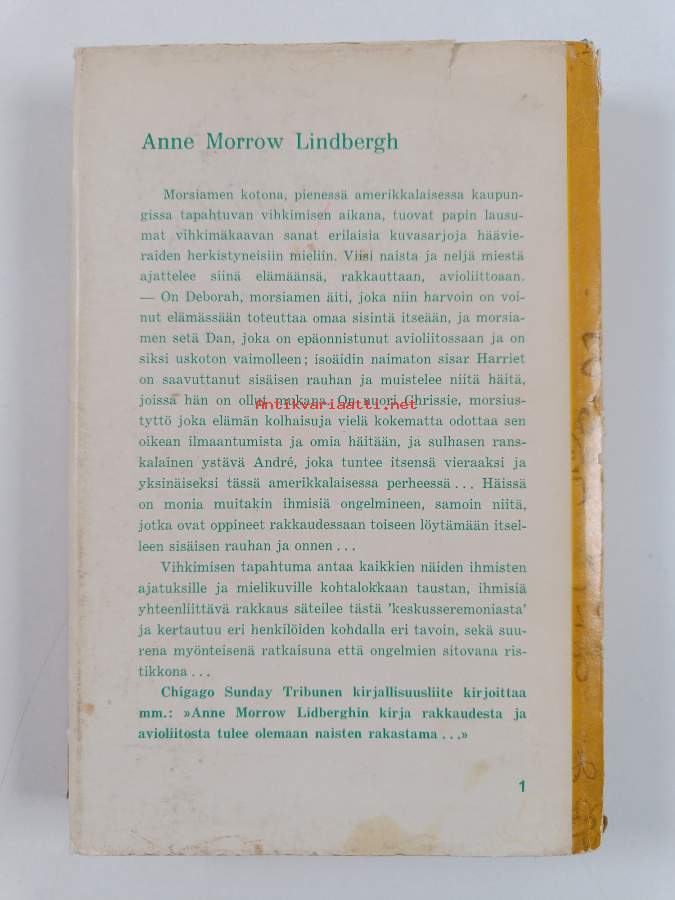 Anne Morrow Lindbergh
Morsiamen kotona, pienessä amerikkalaisessa kaupun-
gissa tapahtuvan vihkimisen aikana, tuovat papin lausu-
mat vihkimäkaavan sanat erilaisia kuvasarjoja häävie-
raiden herkistyneisiin mieliin. Viisi naista ja neljä miestä
ajattelee siinä elämäänsä, rakkauttaan, avioliittoaan.
— On Deborah, morsiamen äiti, joka niin harvoin on voi-
nut elämässään toteuttaa omaa sisintä itseään, ja morsia-
men setä Dan, joka on epäonnistunut avioliitossaan ja on
siksi uskoton vaimolleen; isoäidin naimaton sisar Harriet
on saavuttanut sisäisen rauhan ja muistelee niitä häitä,
joissa hän on ollut mukana. On nuori Chrissie, morsius-
Antikvariaatti.net
tyttö joka elämän kolhaisuja vielä kokematta odottaa sen
oikean ilmaantumista ja omia häitään, ja sulhasen rans-
kalainen ystävä André, joka tuntee itsensä vieraaksi ja
yksinäiseksi tässä amerikkalaisessa perheessä... Häissä
on monia muitakin ihmisiä ongelmineen, samoin niitä,
jotka ovat oppineet rakkaudessaan toiseen löytämään itsel-
leen sisäisen rauhan ja onnen...
Vihkimisen tapahtuma antaa kaikkien näiden ihmisten
ajatuksille ja mielikuville kohtalokkaan taustan, ihmisiä
yhteenliittävä rakkaus säteilee tästä 'keskusseremoniasta'
ja kertautuu eri henkilöiden kohdalla eri tavoin, sekä suu-
rena myönteisenä ratkaisuna että ongelmien sitovana ris-
tikkona...
Chigago Sunday Tribunen kirjallisuusliite kirjoittaa
mm.: »Anne Morrow Lidberghin kirja rakkaudesta ja
avioliitosta tulee olemaan naisten rakastama...»
1